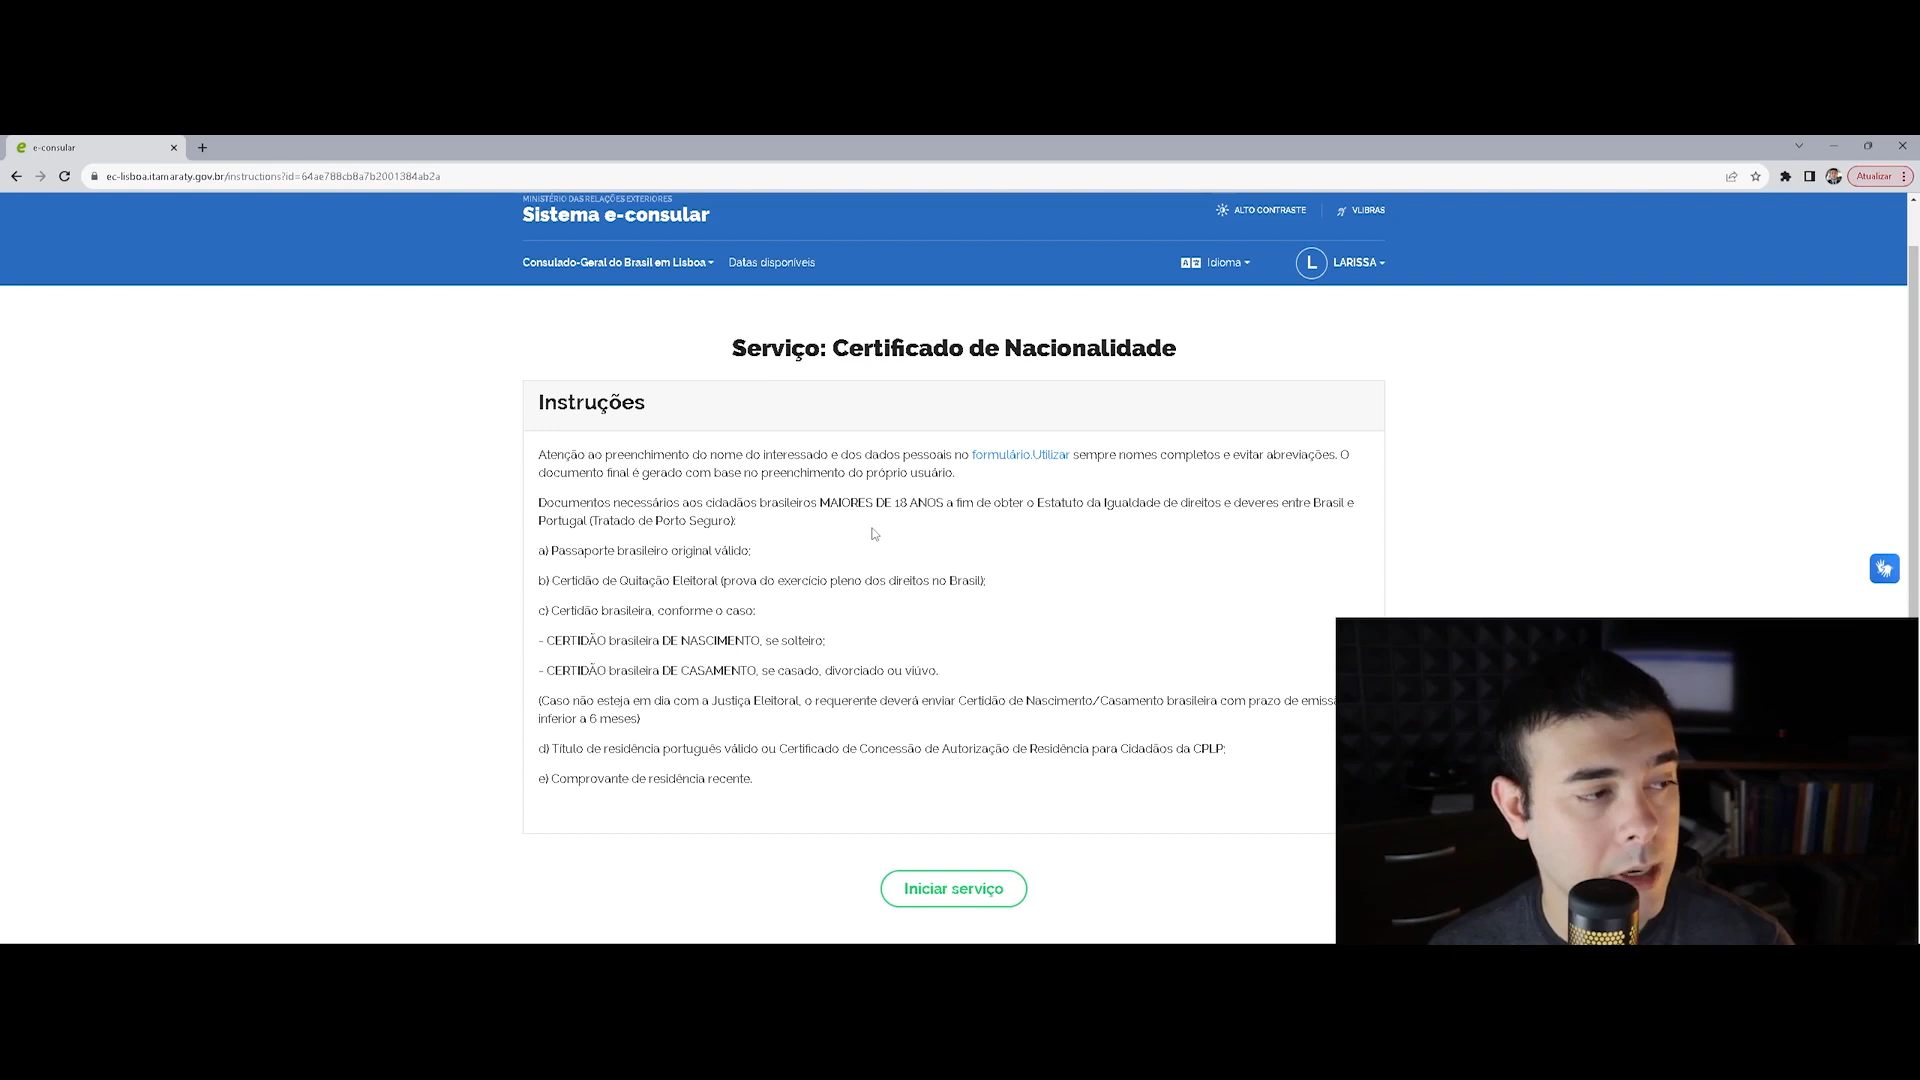 e-consular
ec-lisboa.itamaraty.gov.br/instructions?id=64ae788cb8a7b2001384ab2a
Atualizar
MINISTÉRIO DAS RELAÇÕES EXTERIORES
Sistema e-consular
ALTO CONTRASTE
VLIBRAS
Consulado-Geral do Brasil em Lisboa
Datas disponíveis
Idioma
L
LARISSA
Serviço: Certificado de Nacionalidade
Instruções
Atenção ao preenchimento do nome do interessado e dos dados pessoais no formulário.Utilizar sempre nomes completos e evitar abreviações. O
documento final é gerado com base no preenchimento do próprio usuário.
Documentos necessários aos cidadãos brasileiros MAIORES DE 18 ANOS a fim de obter o Estatuto da Igualdade de direitos e deveres entre Brasil e
Portugal (Tratado de Porto Seguro):
a) Passaporte brasileiro original válido;
b) Certidão de Quitação Eleitoral (prova do exercício pleno dos direitos no Brasil);
c) Certidão brasileira, conforme o caso:
- CERTIDÃO brasileira DE NASCIMENTO, se solteiro;
- CERTIDÃO brasileira DE CASAMENTO, se casado, divorciado ou viúvo.
(Caso não esteja em dia com a Justiça Eleitoral, o requerente deverá enviar Certidão de Nascimento/Casamento brasileira com prazo de
inferior a 6 meses)
d) Título de residência português válido ou Certificado de Concessão de Autorização de Residência para Cidadãos da CPLP;
e) Comprovante de residência recente.
Iniciar serviço